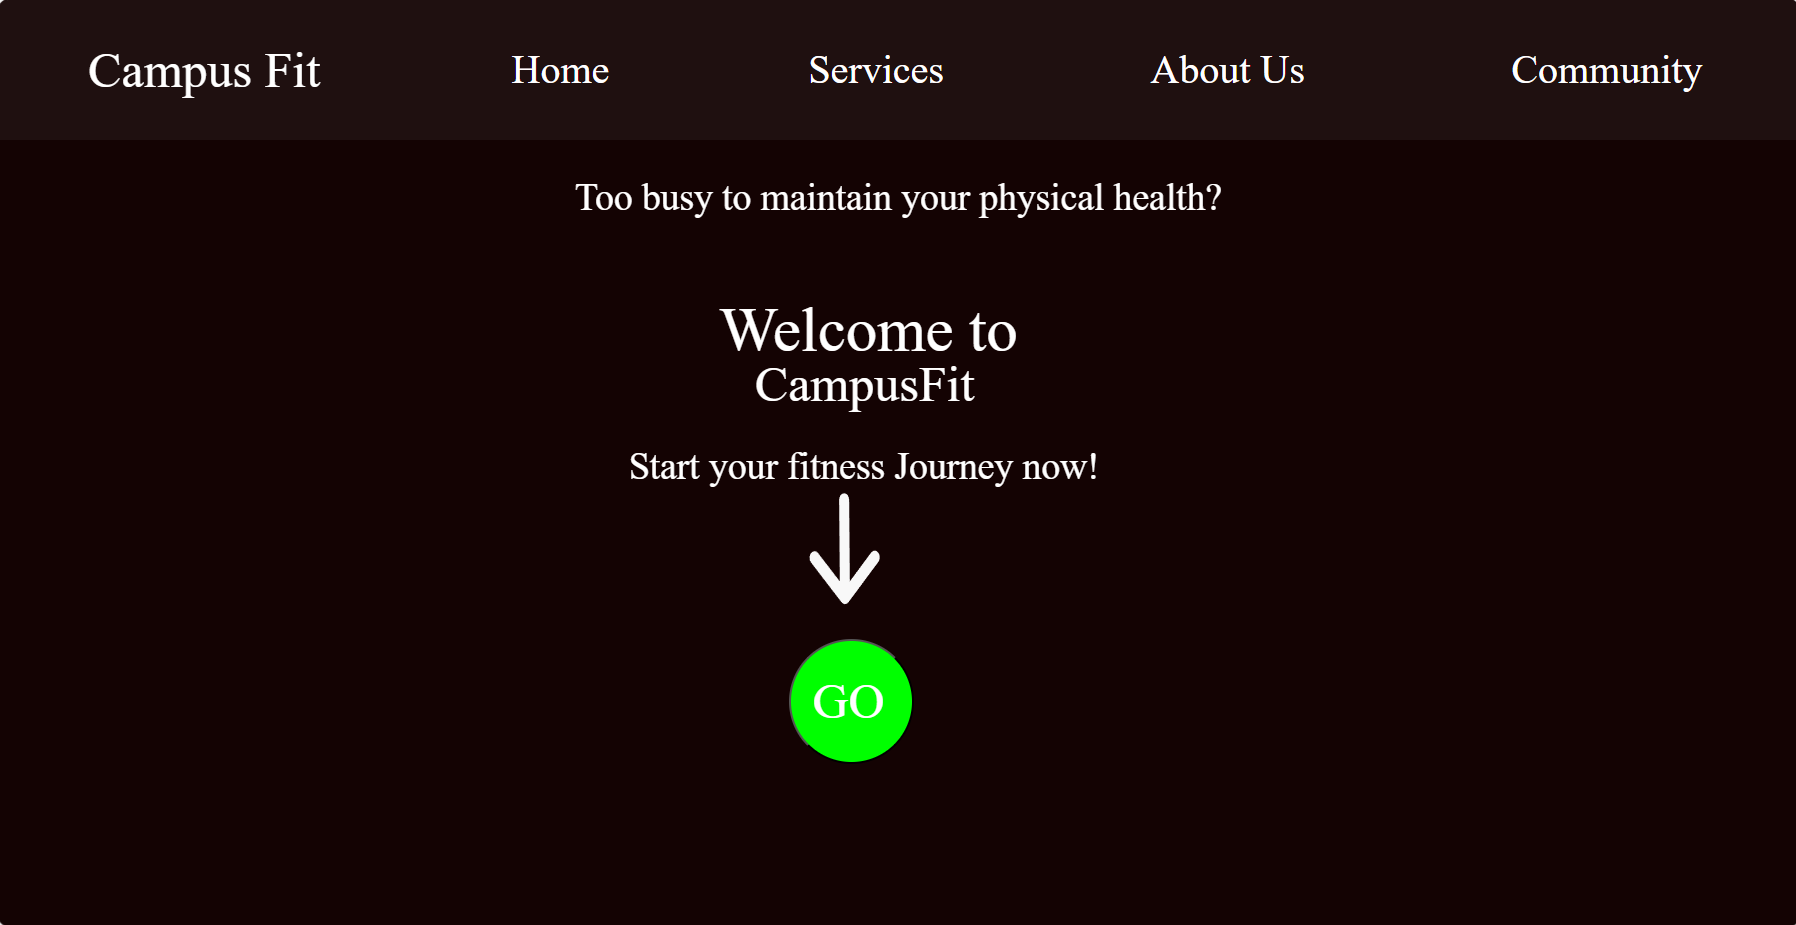 Campus Fit Home Services About Us Community
Too busy to maintain your physical health?
Welcome to
CampusFit
Start your fitness Journey now!
GO